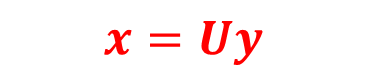 x = Uy